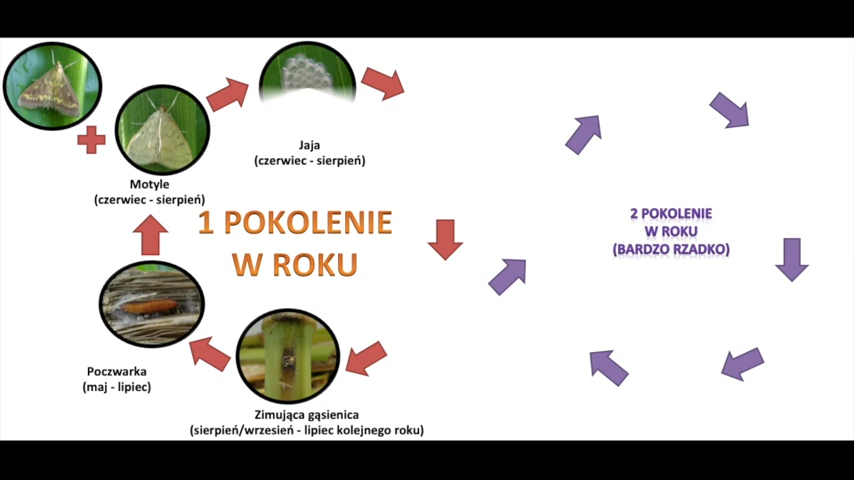 Jaja
(czerwiec - sierpień)
Motyle
(czerwiec - sierpień)
1 POKOLENIE
W ROKU
2 POKOLENIE
W ROKU
(BARDZO RZADKO)
Poczwarka
(maj - lipiec)
Zimująca gąsienica
(sierpień/wrzesień - lipiec kolejnego roku)